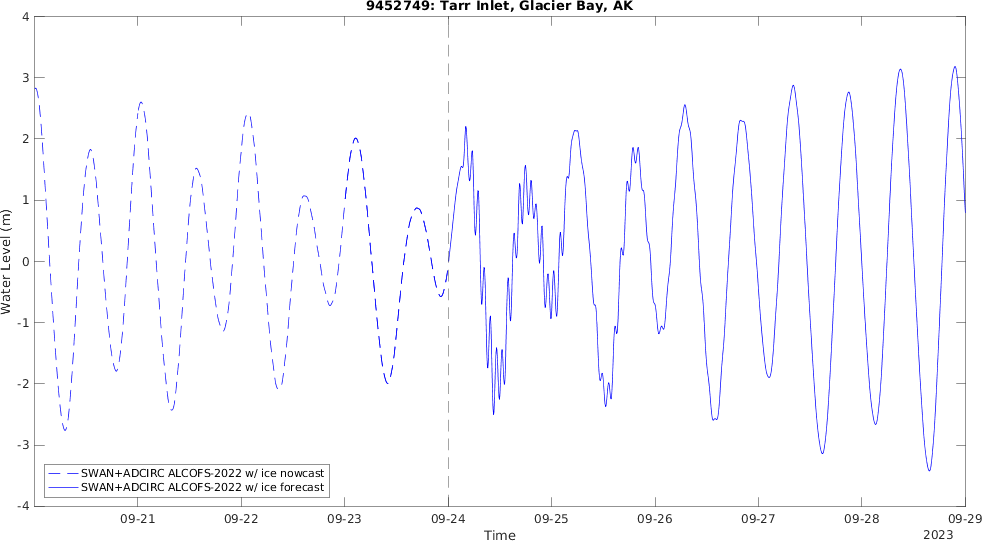 9452749: Tarr Inlet, Glacier Bay, AK
4
3
2
1
0
-1
-2
-3
-4
Water Level (m)
SWAN+ADCIRC ALCOFS-2022 w/ ice nowcast
SWAN+ADCIRC ALCOFS-2022 w/ ice forecast
09-21 09-22 09-23 09-24 09-25 09-26 09-27 09-28 09-29
Time
2023